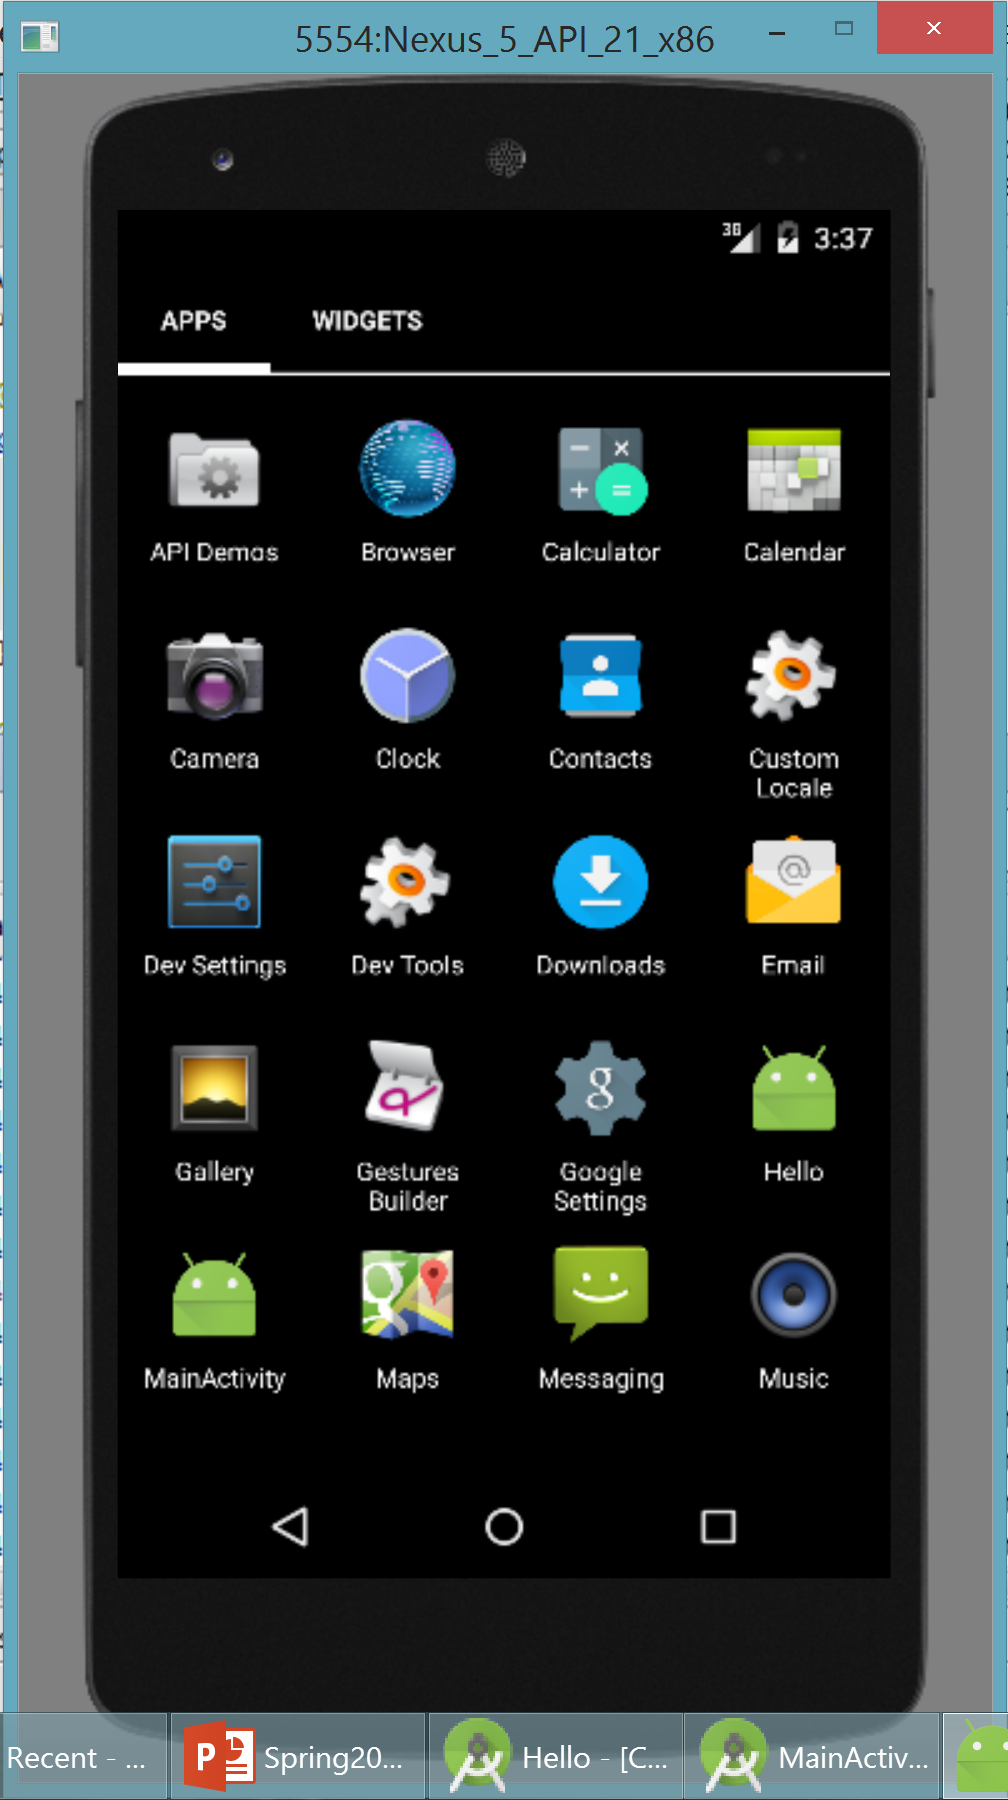 5554:Nexus_5_API_21_x86
3G 3:37
APPS WIDGETS
API Demos Browser Calculator Calendar
Camera Clock Contacts Custom Locale
Dev Settings Dev Tools Downloads Email
Gallery Gestures Builder Google Settings Hello
MainActivity Maps Messaging Music
Recent - ... Spring20... Hello - [C... MainActiv...